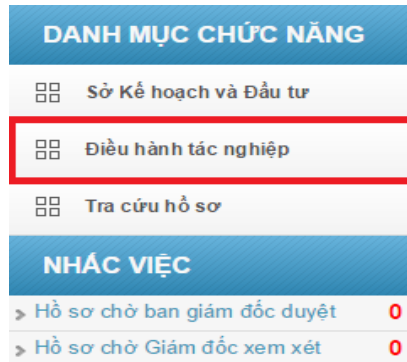 DANH MỤC CHỨC NĂNG
Sở Kế hoạch và Đầu tư
Điều hành tác nghiệp
Tra cứu hồ sơ
NHẮC VIỆC
Hồ sơ chờ ban giám đốc duyệt 0
Hồ sơ chờ Giám đốc xem xét 0